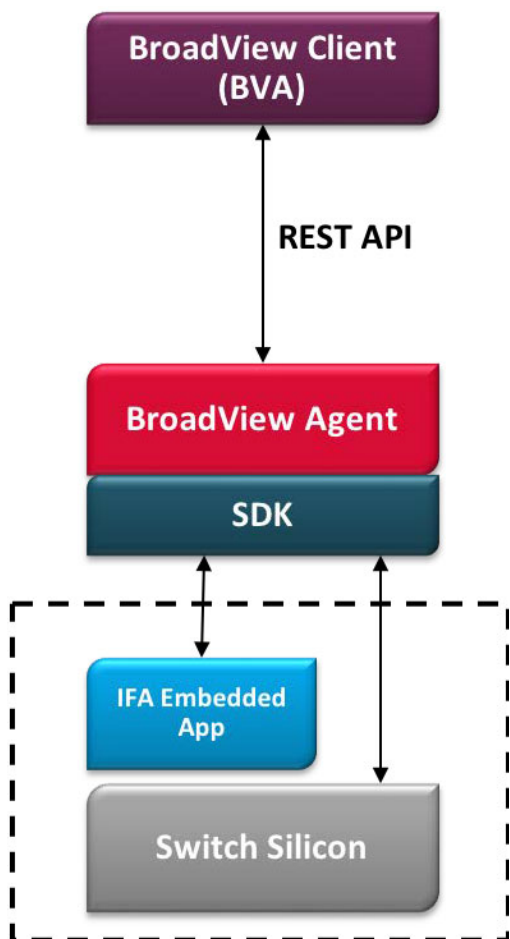 BroadView Client
(BVA)
REST API
BroadView Agent
SDK
IFA Embedded
App
Switch Silicon